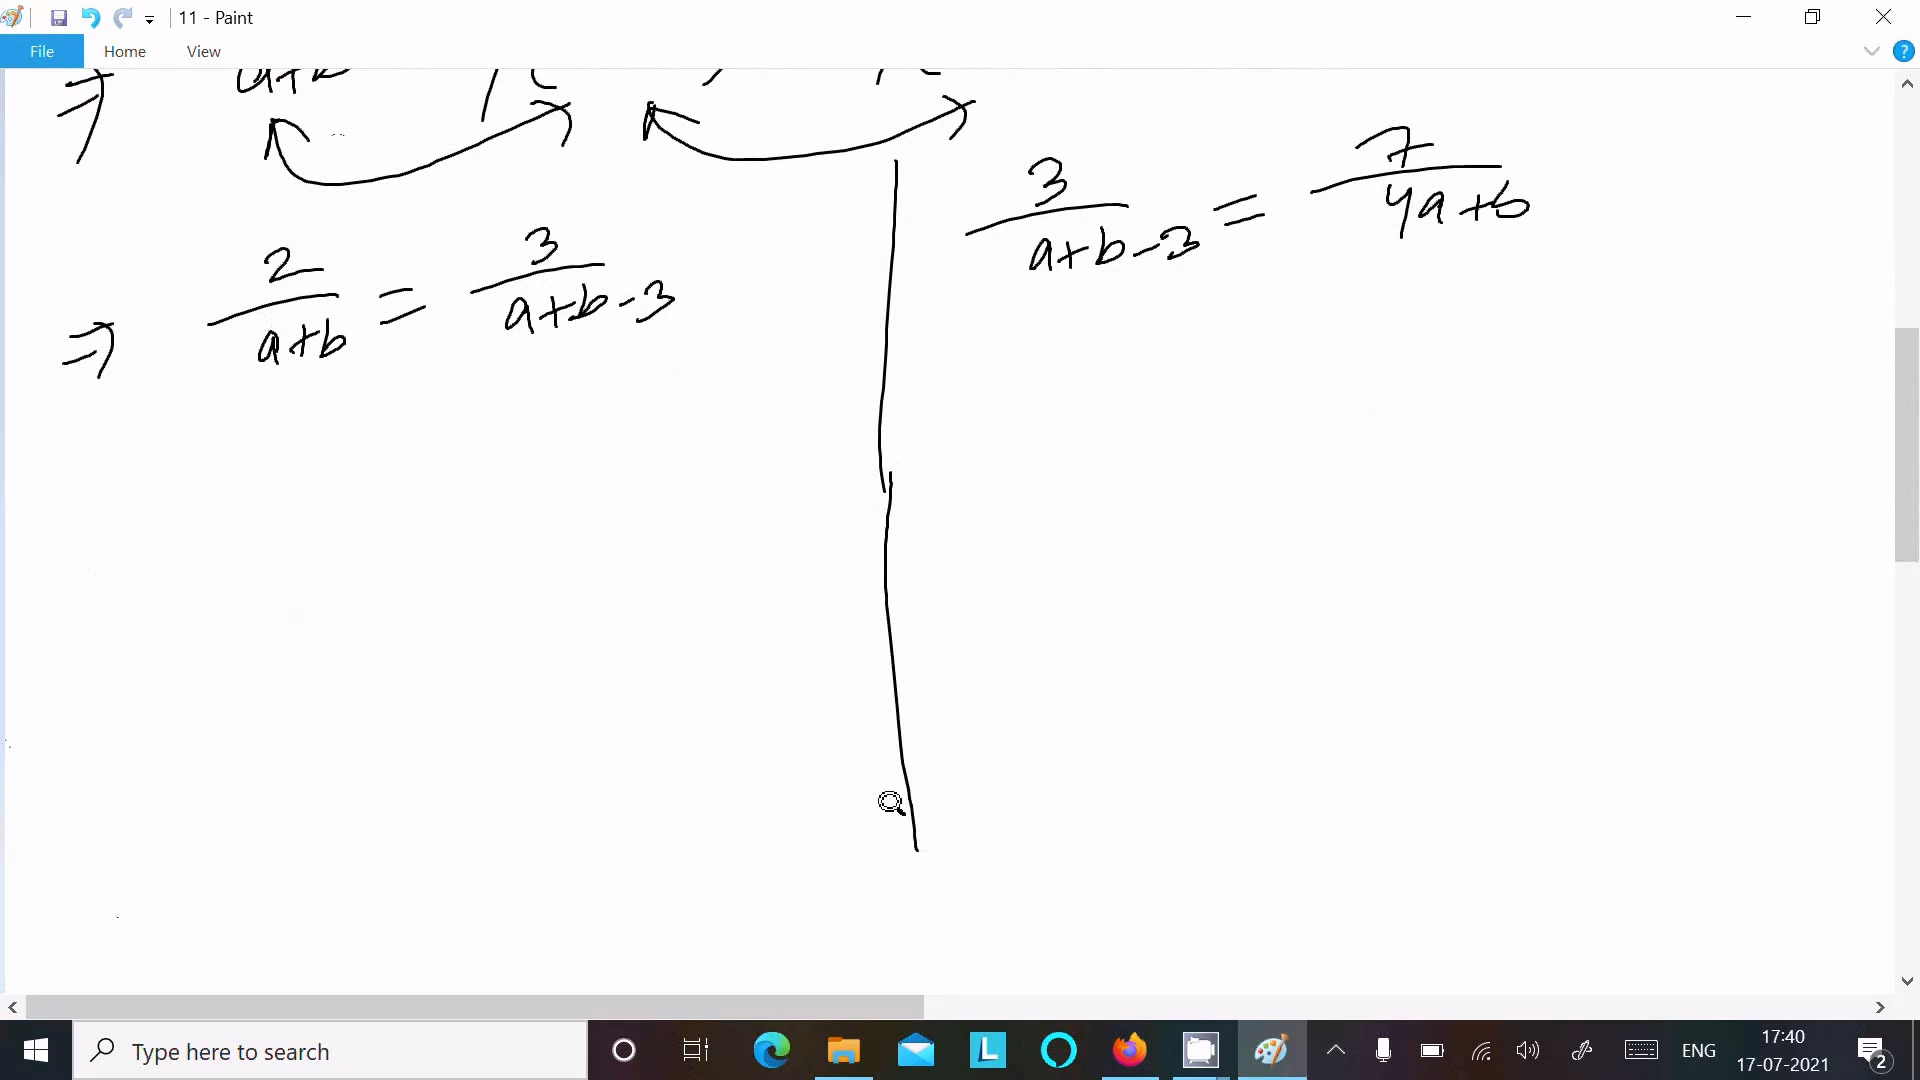 11 - Paint
File Home View
⇒ a+b
⇒ 2/(a+b) = 3/(a+b-3)
3/(a+b-3) = 7/(4a+b)
Type here to search
ENG
17:40
17-07-2021
2